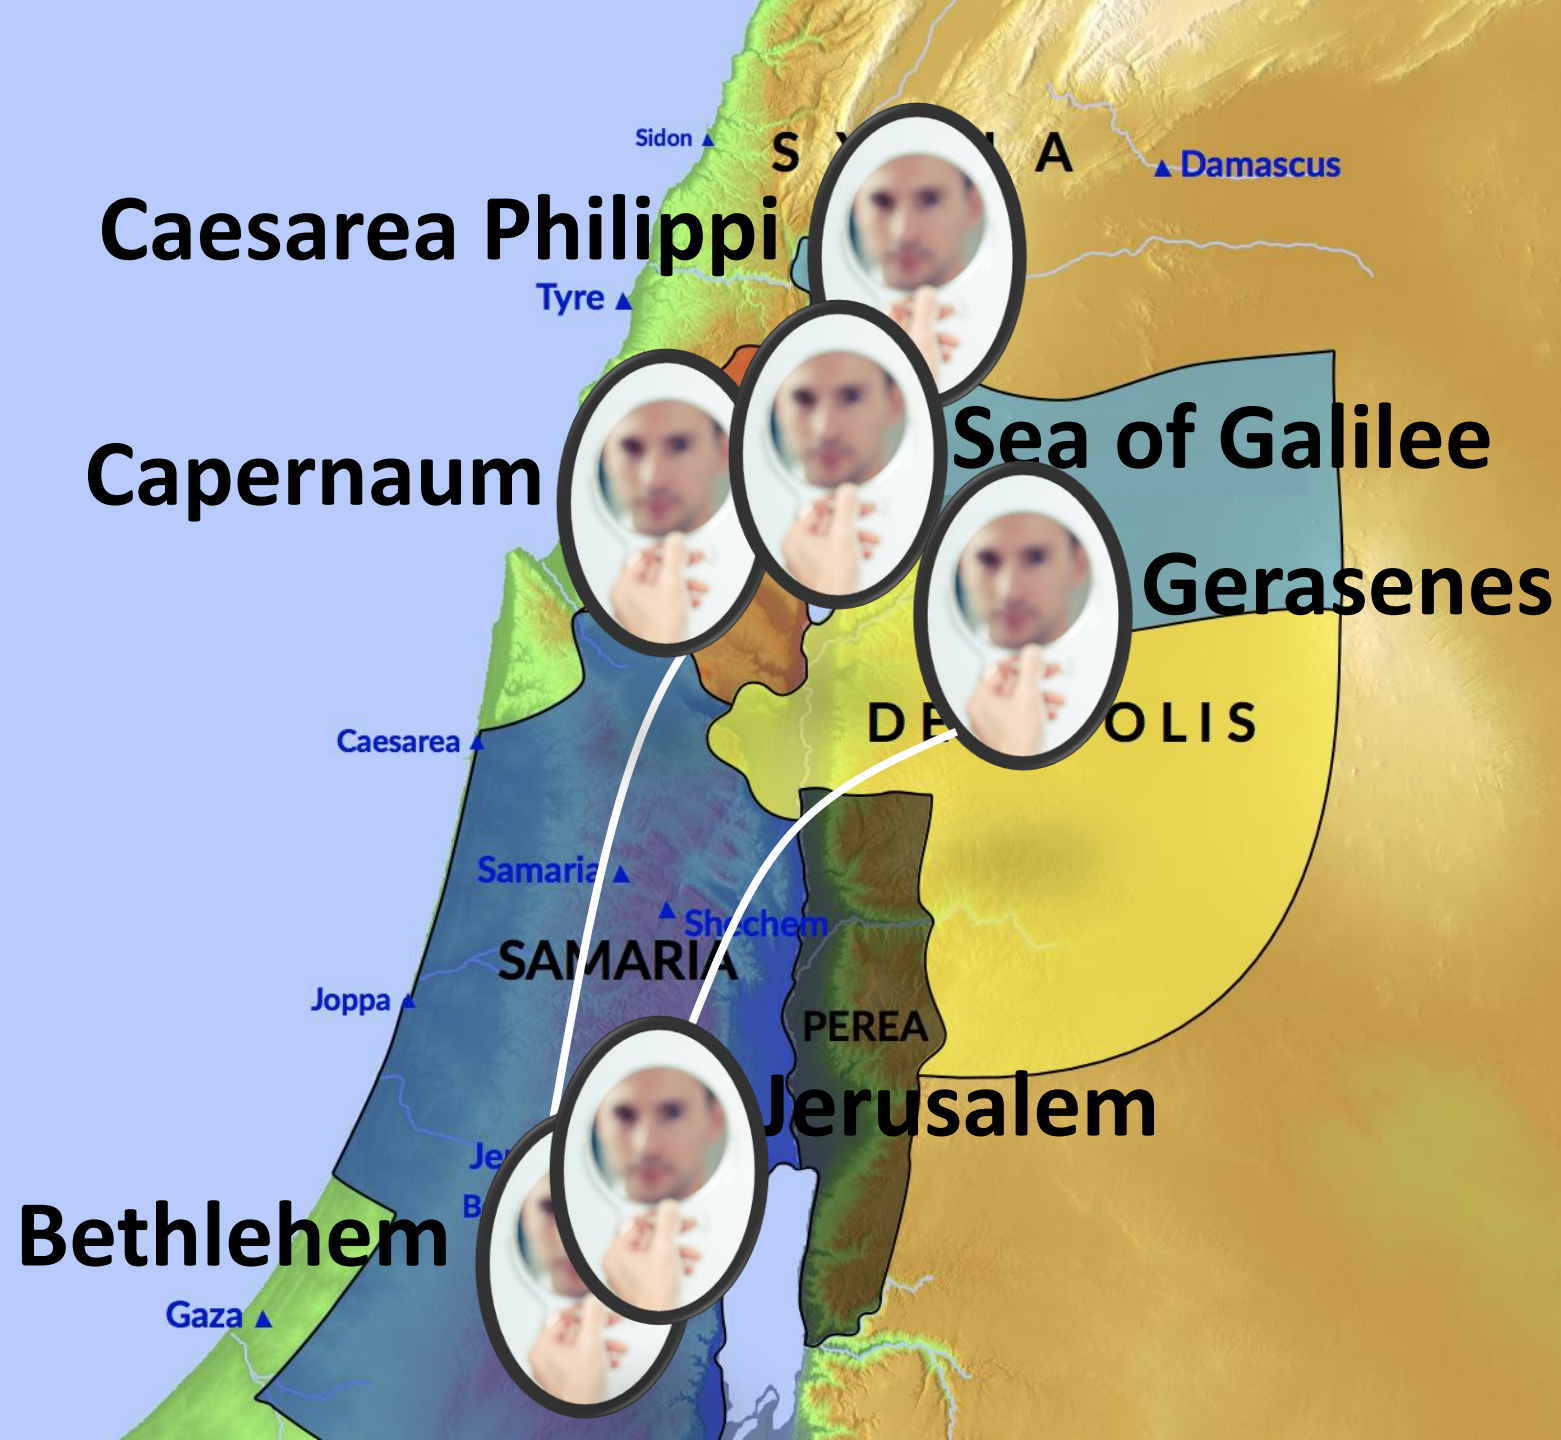 Sidon
S Y I A
Damascus
Caesarea Philippi
Tyre
Sea of Galilee
Capernaum
Gerasenes
DE OLIS
Caesarea
Samaria
Shechem
SAMARIA
Joppa
PEREA
Jerusalem
Je
B
Bethlehem
Gaza